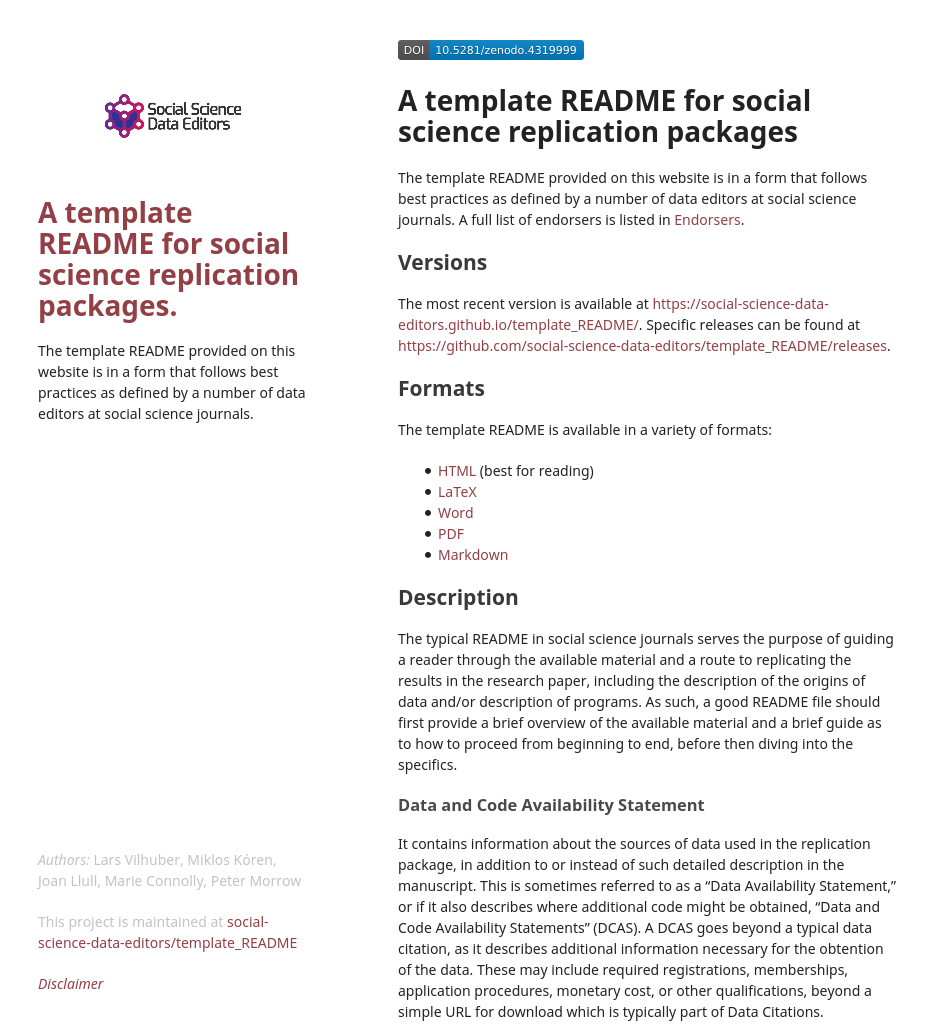 Social Science
Data Editors
A template
README for social
science replication
packages.
The template README provided on this
website is in a form that follows best
practices as defined by a number of data
editors at social science journals.
Authors: Lars Vilhuber, Miklos Kóren,
Joan Llull, Marie Connolly, Peter Morrow
This project is maintained at social-
science-data-editors/template_README
Disclaimer
DOI 10.5281/zenodo.4319999
A template README for social
science replication packages
The template README provided on this website is in a form that follows
best practices as defined by a number of data editors at social science
journals. A full list of endorsers is listed in Endorsers.
Versions
The most recent version is available at https://social-science-data-
editors.github.io/template_README/. Specific releases can be found at
https://github.com/social-science-data-editors/template_README/releases.
Formats
The template README is available in a variety of formats:
• HTML (best for reading)
• LaTeX
• Word
• PDF
• Markdown
Description
The typical README in social science journals serves the purpose of guiding
a reader through the available material and a route to replicating the
results in the research paper, including the description of the origins of
data and/or description of programs. As such, a good README file should
first provide a brief overview of the available material and a brief guide as
to how to proceed from beginning to end, before then diving into the
specifics.
Data and Code Availability Statement
It contains information about the sources of data used in the replication
package, in addition to or instead of such detailed description in the
manuscript. This is sometimes referred to as a “Data Availability Statement,”
or if it also describes where additional code might be obtained, “Data and
Code Availability Statements” (DCAS). A DCAS goes beyond a typical data
citation, as it describes additional information necessary for the obtention
of the data. These may include required registrations, memberships,
application procedures, monetary cost, or other qualifications, beyond a
simple URL for download which is typically part of Data Citations.